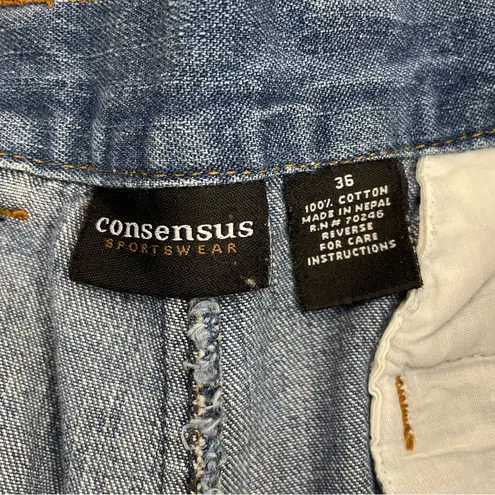 consensus
SPORTSWEAR
36
100% COTTON
MADE IN NEPAL
R.N # 70246
REVERSE
FOR CARE
INSTRUCTIONS